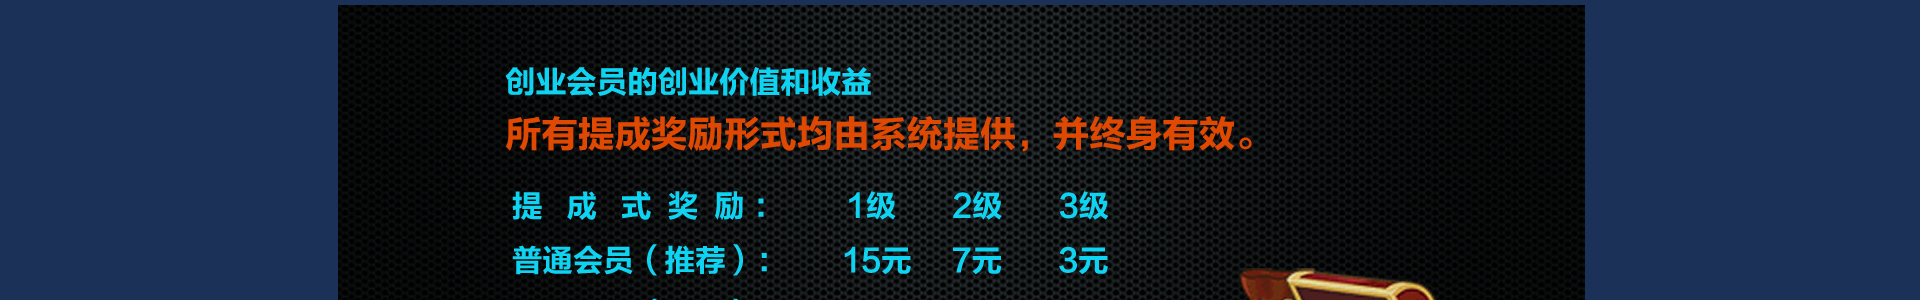 创业会员的创业价值和收益
所有提成奖励形式均由系统提供，并终身有效。
提 成 式 奖 励： 1级 2级 3级
普通会员（推荐）： 15元 7元 3元